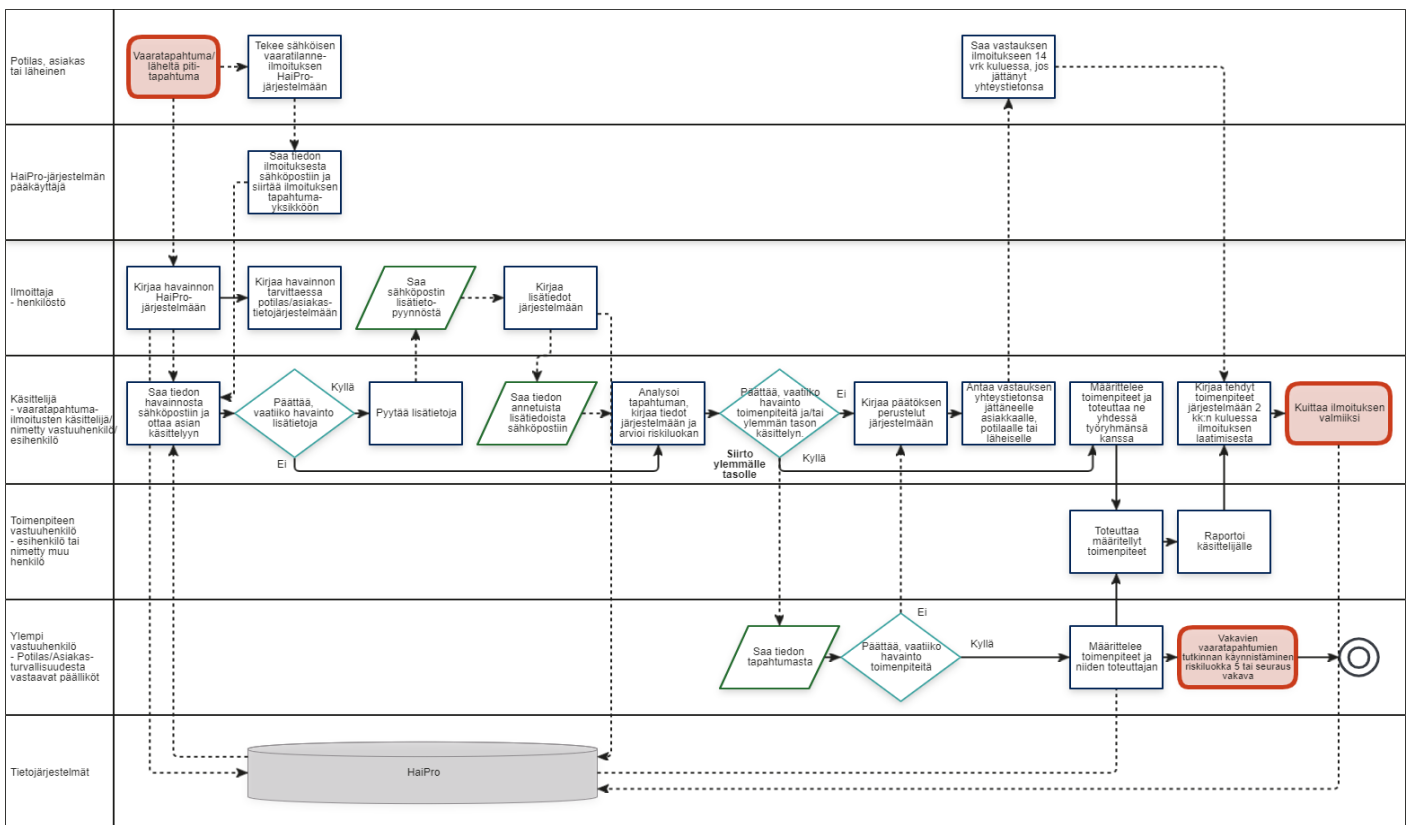 Potilas, asiakas
tai läheinen
Vaaratapahtuma/
läheltä piti-
tapahtuma
Tekee sähköisen
vaaratilanne-
ilmoituksen
HaiPro-
järjestelmään
Saa vastauksen
ilmoitukseen 14
vrk kuluessa, jos
jättänyt
yhteystietonsa
HaiPro-järjestelmän
pääkäyttäjä
Saa tiedon
ilmoituksesta
sähköpostiin ja
siirtää ilmoituksen
tapahtuma-
yksikköön
Ilmoittaja
- henkilöstö
Kirjaa havainnon
HaiPro-
järjestelmään
Kirjaa havainnon
tarvittaessa
potilas/asiakas-
tietojärjestelmään
Saa
sähköpostin
lisätieto-
pyynnöstä
Kirjaa
lisätiedot
järjestelmään
Käsittelijä
- vaaratapahtuma-
ilmoitusten käsittelijä/
nimetty vastuuhenkilö/
esihenkilö
Saa tiedon
havainnosta
sähköpostiin ja
ottaa asian
käsittelyyn
Päättää,
vaatiiko havainto
lisätietoja
Kyllä
Ei
Pyytää lisätietoja
Saa tiedon
annetuista
lisätiedoista
sähköpostiin
Analysoi
tapahtuman,
kirjaa tiedot
järjestelmään ja
arvioi riskiluokan
Päättää, vaatiiko
havainto
toimenpiteitä ja/tai
ylemmän tason
käsittelyn.
Ei
Siirto
ylemmälle
tasolle
Kyllä
Kirjaa päätöksen
perustelut
järjestelmään
Antaa vastauksen
yhteystietonsa
jättäneelle
asiakkaalle,
potilaalle tai
läheiselle
Määrittelee
toimenpiteet ja
toteuttaa ne
yhdessä
työryhmänsä
kanssa
Kirjaa tehdyt
toimenpiteet
järjestelmään 2
kk:n kuluessa
ilmoituksen
laatimisesta
Kuittaa ilmoituksen
valmiiksi
Toimenpiteen
vastuuhenkilö
- esihenkilö tai
nimetty muu
henkilö
Toteuttaa
määritellyt
toimenpiteet
Raportoi
käsittelijälle
Ylempi
vastuuhenkilö
- Potilas/Asiakas-
turvallisuudesta
vastaavat päälliköt
Saa tiedon
tapahtumasta
Päättää, vaatiiko
havainto
toimenpiteitä
Ei
Kyllä
Määrittelee
toimenpiteet ja
niiden toteuttajan
Vakavien
vaaratapahtumien
tutkinnan käynnistäminen
riskiluokka 5 tai seuraus
vakava
Tietojärjestelmät
HaiPro